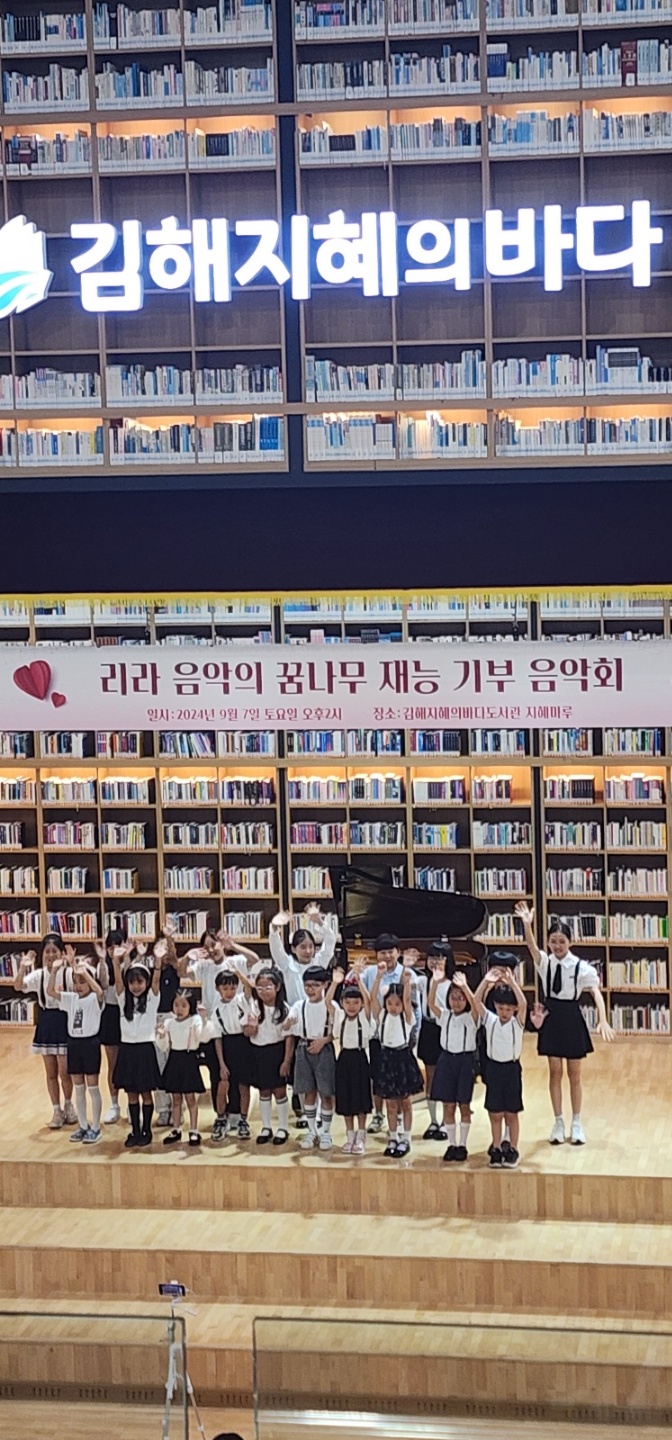 김해지혜의바다
리라 음악의 꿈나무 재능 기부 음악회
일시:2024년 9월 7일 토요일 오후2시 장소:김해지혜의바다도서관 지혜마루